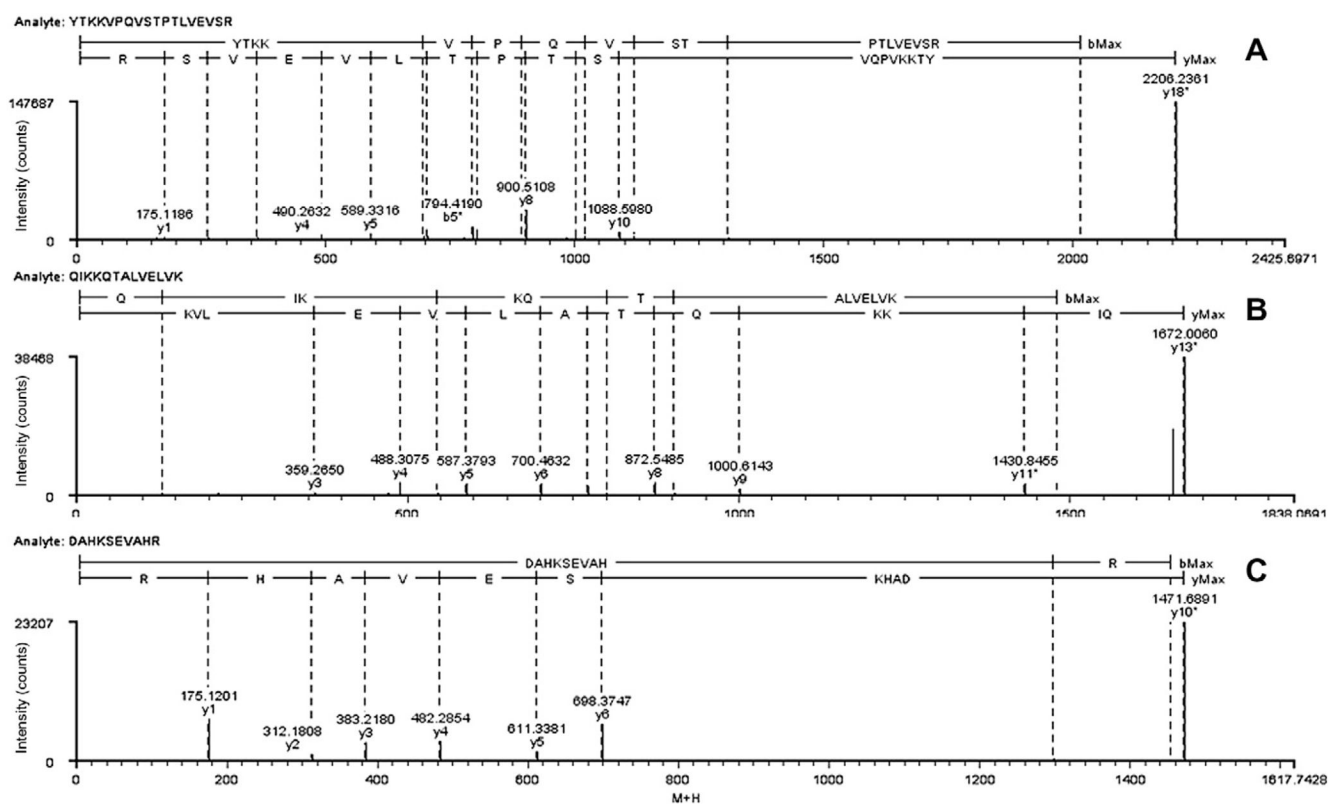 Analyte: YTKKVPQVSTPTLVEVSR
YTKK V P Q V ST PTLVEVSR bMax
R S V E V L T P T S VQPVKKTY yMax
A
2206.2361
y18*
147687
Intensity (counts)
175.1186
y1
490.2632
y4
589.3316
y5
794.4190
b5*
900.5108
y8
1088.5980
y10
0
0 500 1000 1500 2000 2425.6971
Analyte: QIKKQTALVELVK
Q IK KQ T ALVELVK bMax
KVL E V L A T Q KK IQ yMax
B
1672.0060
y13*
38468
Intensity (counts)
359.2650
y3
488.3075
y4
587.3793
y5
700.4632
y6
872.5485
y8
1000.6143
y9
1430.8455
y11*
0
0 500 1000 1500 1838.0691
Analyte: DAHKSEVAHR
DAHKSEVAH R bMax
R H A V E S KHAD yMax
C
1471.6891
y10*
23207
Intensity (counts)
175.1201
y1
312.1808
y2
383.2180
y3
482.2854
y4
611.3381
y5
698.3747
y6
0
0 200 400 600 800 1000 1200 1400 1617.7428
M+H